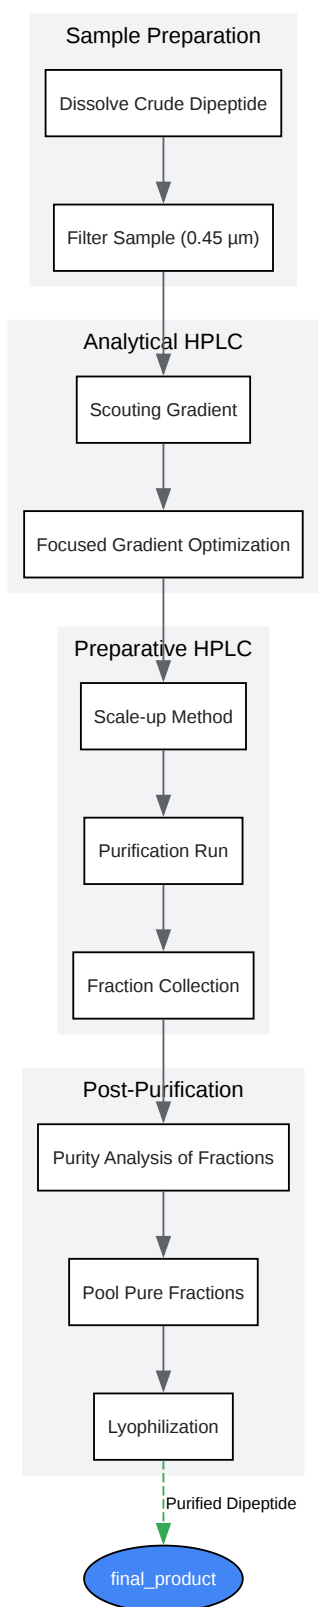 Sample Preparation
Dissolve Crude Dipeptide
Filter Sample (0.45 µm)
Analytical HPLC
Scouting Gradient
Focused Gradient Optimization
Preparative HPLC
Scale-up Method
Purification Run
Fraction Collection
Post-Purification
Purity Analysis of Fractions
Pool Pure Fractions
Lyophilization
Purified Dipeptide
final_product